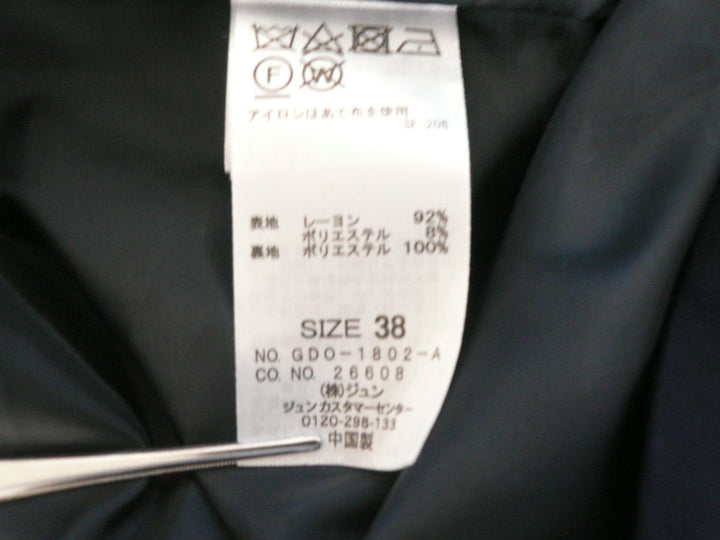 F W
アイロンはあて布を使用
SF-206
表地 レーヨン 92%
ポリエステル 8%
裏地 ポリエステル 100%
SIZE 38
NO. GDO-1802-A
CO. NO. 26608
(株)ジュン
ジュンカスタマーセンター
0120-298-133
中国製